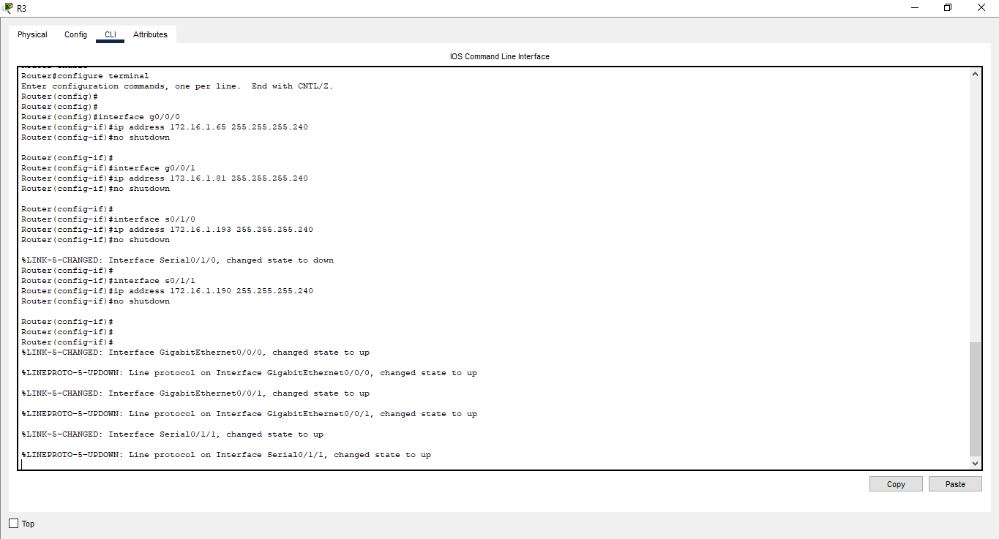 R3
Physical Config CLI Attributes
IOS Command Line Interface
Router#configure terminal
Enter configuration commands, one per line.  End with CNTL/Z.
Router(config)#
Router(config)#
Router(config)#interface g0/0/0
Router(config-if)#ip address 172.16.1.65 255.255.255.240
Router(config-if)#no shutdown
Router(config-if)#
Router(config-if)#interface g0/0/1
Router(config-if)#ip address 172.16.1.81 255.255.255.240
Router(config-if)#no shutdown
Router(config-if)#
Router(config-if)#interface s0/1/0
Router(config-if)#ip address 172.16.1.193 255.255.255.240
Router(config-if)#no shutdown
%LINK-5-CHANGED: Interface Serial0/1/0, changed state to down
Router(config-if)#
Router(config-if)#interface s0/1/1
Router(config-if)#ip address 172.16.1.190 255.255.255.240
Router(config-if)#no shutdown
Router(config-if)#
Router(config-if)#
Router(config-if)#
%LINK-5-CHANGED: Interface GigabitEthernet0/0/0, changed state to up
%LINEPROTO-5-UPDOWN: Line protocol on Interface GigabitEthernet0/0/0, changed state to up
%LINK-5-CHANGED: Interface GigabitEthernet0/0/1, changed state to up
%LINEPROTO-5-UPDOWN: Line protocol on Interface GigabitEthernet0/0/1, changed state to up
%LINK-5-CHANGED: Interface Serial0/1/1, changed state to up
%LINEPROTO-5-UPDOWN: Line protocol on Interface Serial0/1/1, changed state to up
Copy Paste
Top